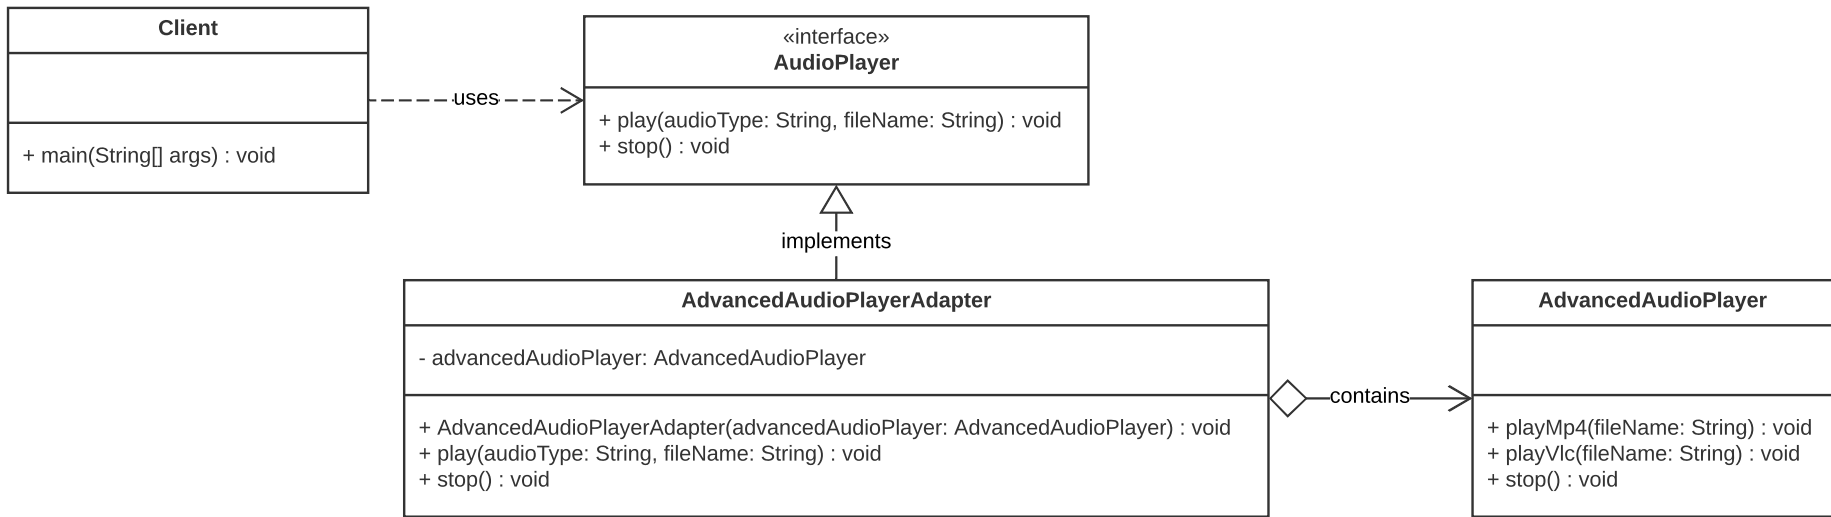 Client
+ main(String[] args) : void
uses
«interface»
AudioPlayer
+ play(audioType: String, fileName: String) : void
+ stop() : void
implements
AdvancedAudioPlayerAdapter
- advancedAudioPlayer: AdvancedAudioPlayer
+ AdvancedAudioPlayerAdapter(advancedAudioPlayer: AdvancedAudioPlayer) : void
+ play(audioType: String, fileName: String) : void
+ stop() : void
contains
AdvancedAudioPlayer
+ playMp4(fileName: String) : void
+ playVlc(fileName: String) : void
+ stop() : void